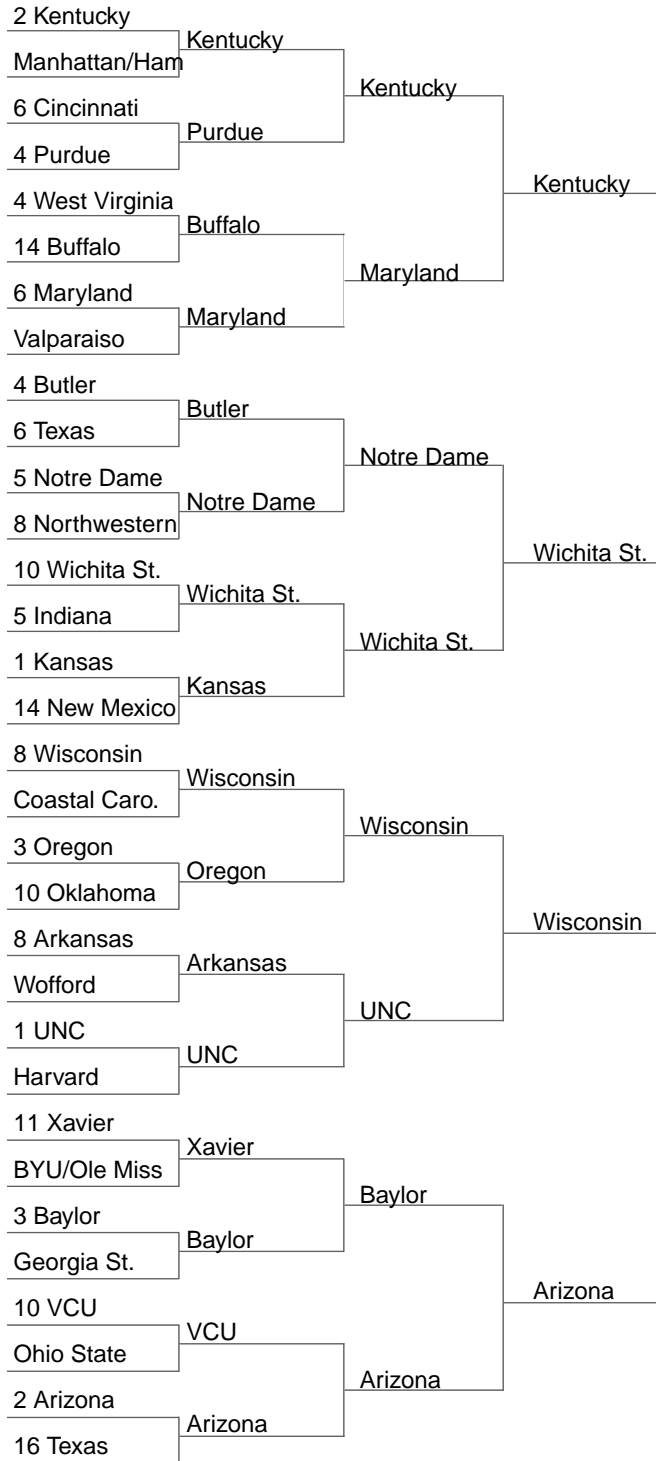 2 Kentucky
Manhattan/Ham
6 Cincinnati
4 Purdue
4 West Virginia
14 Buffalo
6 Maryland
Valparaiso
4 Butler
6 Texas
5 Notre Dame
8 Northwestern
10 Wichita St.
5 Indiana
1 Kansas
14 New Mexico
8 Wisconsin
Coastal Caro.
3 Oregon
10 Oklahoma
8 Arkansas
Wofford
1 UNC
Harvard
11 Xavier
BYU/Ole Miss
3 Baylor
Georgia St.
10 VCU
Ohio State
2 Arizona
16 Texas
Kentucky
Purdue
Buffalo
Maryland
Butler
Notre Dame
Wichita St.
Kansas
Wisconsin
Oregon
Arkansas
UNC
Xavier
Baylor
VCU
Arizona
Kentucky
Maryland
Notre Dame
Wichita St.
Wisconsin
UNC
Baylor
Arizona
Kentucky
Wichita St.
Wisconsin
Arizona